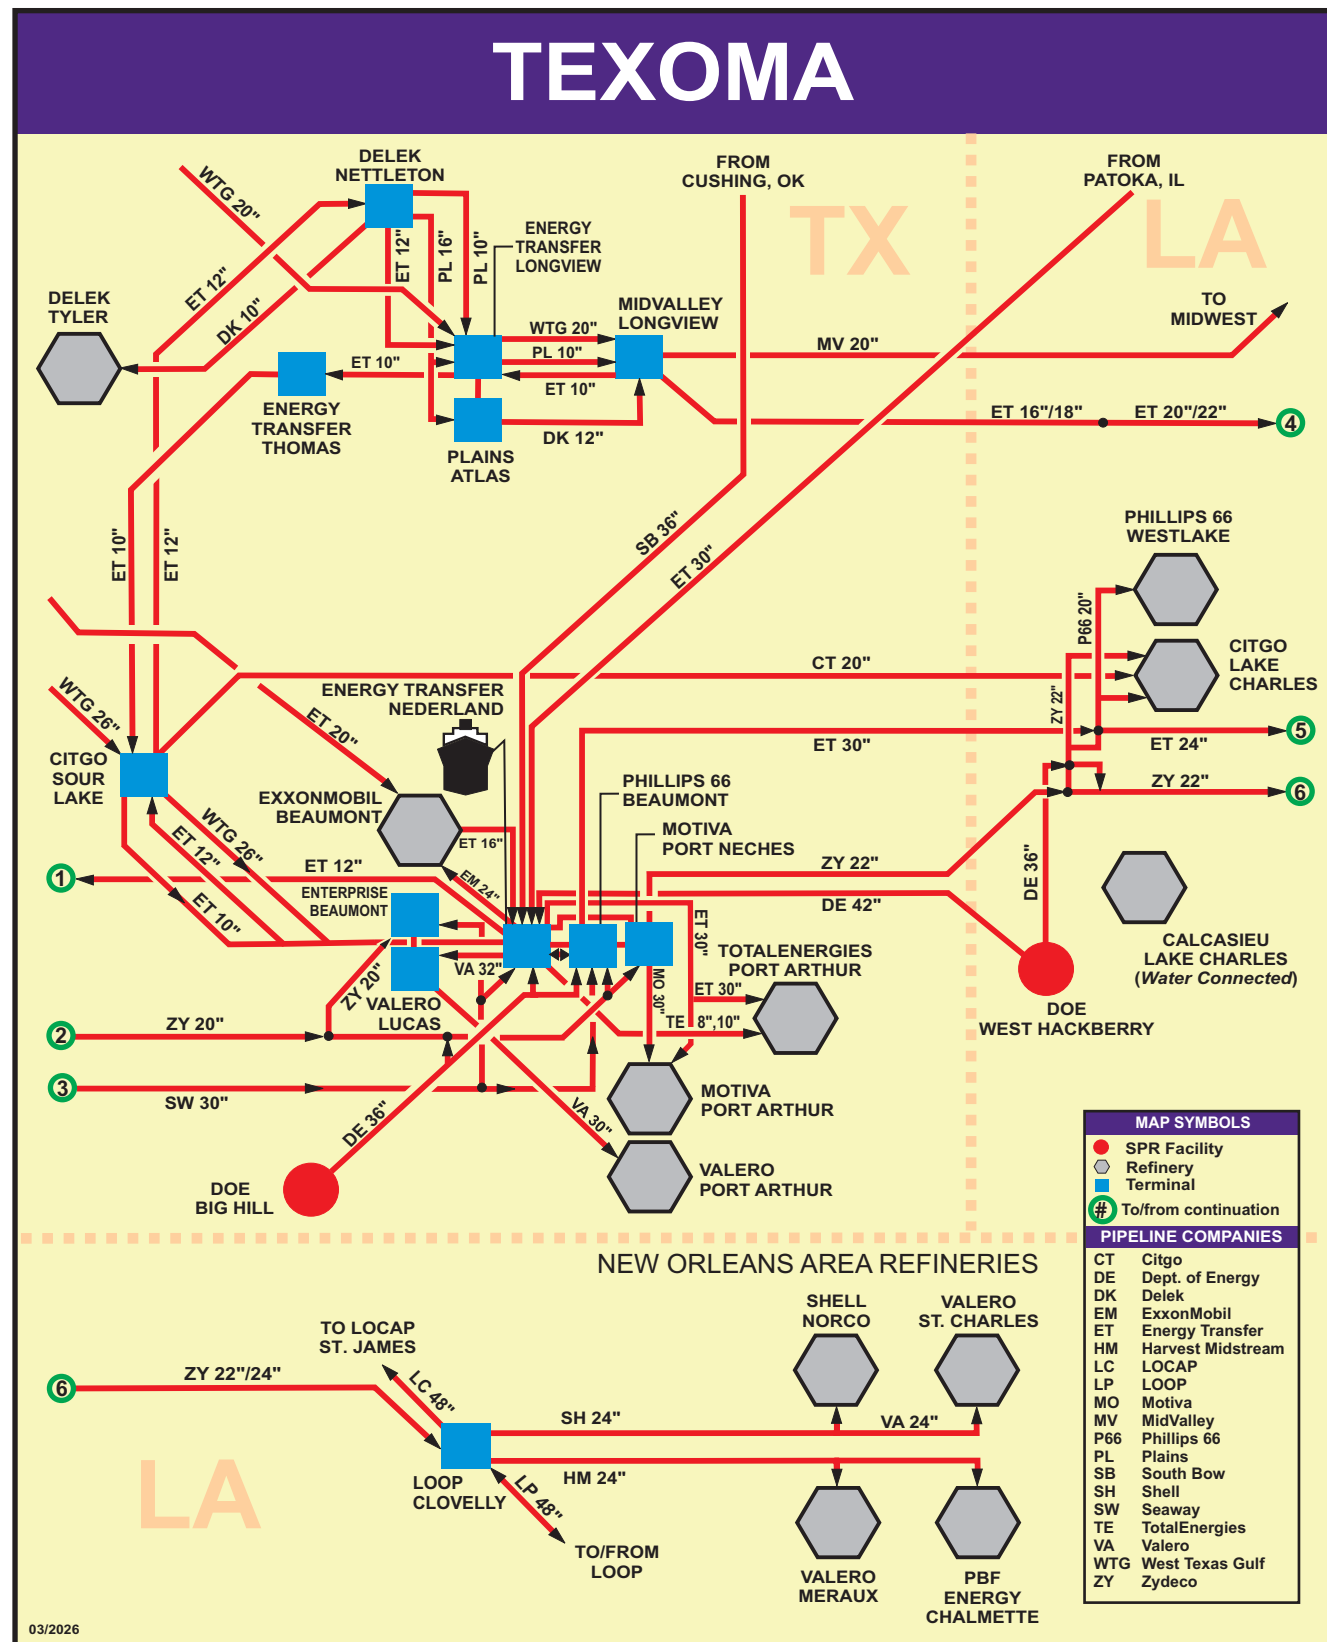 TEXOMA
DELEK
NETTLETON
FROM
CUSHING, OK
FROM
PATOKA, IL
WTG 20"
TX
LA
ENERGY
TRANSFER
LONGVIEW
ET 12"
PL 16"
PL 10"
ET 12"
DK 10"
DELEK
TYLER
MIDVALLEY
LONGVIEW
TO
MIDWEST
WTG 20"
PL 10"
ET 10"
ET 10"
MV 20"
ENERGY
TRANSFER
THOMAS
DK 12"
PLAINS
ATLAS
ET 16"/18"
ET 20"/22"
4
ET 10"
ET 12"
SB 36"
ET 30"
PHILLIPS 66
WESTLAKE
P66 20"
CITGO
LAKE
CHARLES
CT 20"
ZY 22"
WTG 26"
ENERGY TRANSFER
NEDERLAND
ET 20"
ET 30"
ET 24"
5
CITGO
SOUR
LAKE
EXXONMOBIL
BEAUMONT
PHILLIPS 66
BEAUMONT
MOTIVA
PORT NECHES
ZY 22"
6
WTG 26"
ET 12"
ET 16"
ET 12"
1
EM 24"
ZY 22"
DE 42"
DE 36"
ET 10"
ENTERPRISE
BEAUMONT
ET 30"
CALCASIEU
LAKE CHARLES
(Water Connected)
VA 32"
ZY 20"
VALERO
LUCAS
MO 30"
TOTALENERGIES
PORT ARTHUR
ET 30"
TE 8",10"
DOE
WEST HACKBERRY
2
ZY 20"
3
SW 30"
DE 36"
VA 30"
MOTIVA
PORT ARTHUR
VALERO
PORT ARTHUR
DOE
BIG HILL
MAP SYMBOLS
SPR Facility
Refinery
Terminal
# To/from continuation
PIPELINE COMPANIES
CT Citgo
DE Dept. of Energy
DK Delek
EM ExxonMobil
ET Energy Transfer
HM Harvest Midstream
LC LOCAP
LP LOOP
MO Motiva
MV MidValley
P66 Phillips 66
PL Plains
SB South Bow
SH Shell
SW Seaway
TE TotalEnergies
VA Valero
WTG West Texas Gulf
ZY Zydeco
NEW ORLEANS AREA REFINERIES
SHELL
NORCO
VALERO
ST. CHARLES
TO LOCAP
ST. JAMES
6
ZY 22"/24"
LC 48"
SH 24"
VA 24"
HM 24"
LOOP
CLOVELLY
LP 48"
LA
TO/FROM
LOOP
VALERO
MERAUX
PBF
ENERGY
CHALMETTE
03/2026